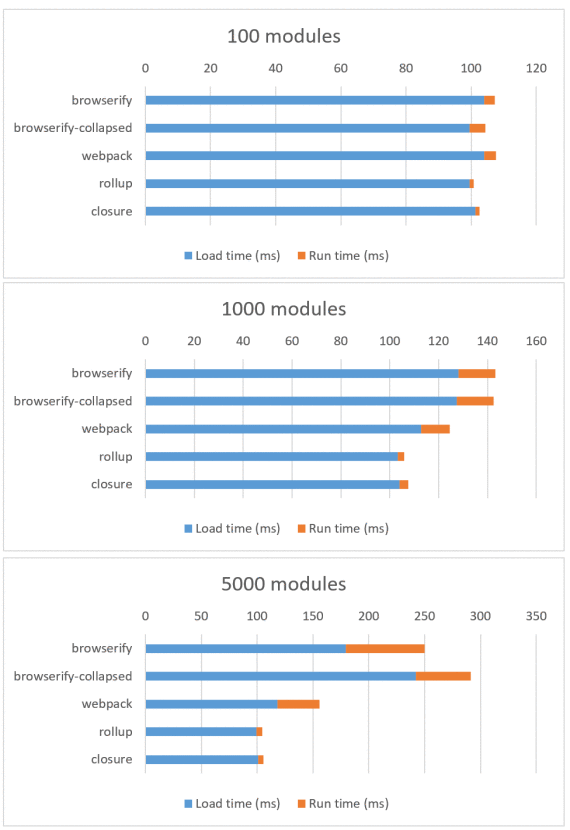 100 modules
0 20 40 60 80 100 120
browserify
browserify-collapsed
webpack
rollup
closure
Load time (ms) Run time (ms)
1000 modules
0 20 40 60 80 100 120 140 160
browserify
browserify-collapsed
webpack
rollup
closure
Load time (ms) Run time (ms)
5000 modules
0 50 100 150 200 250 300 350
browserify
browserify-collapsed
webpack
rollup
closure
Load time (ms) Run time (ms)